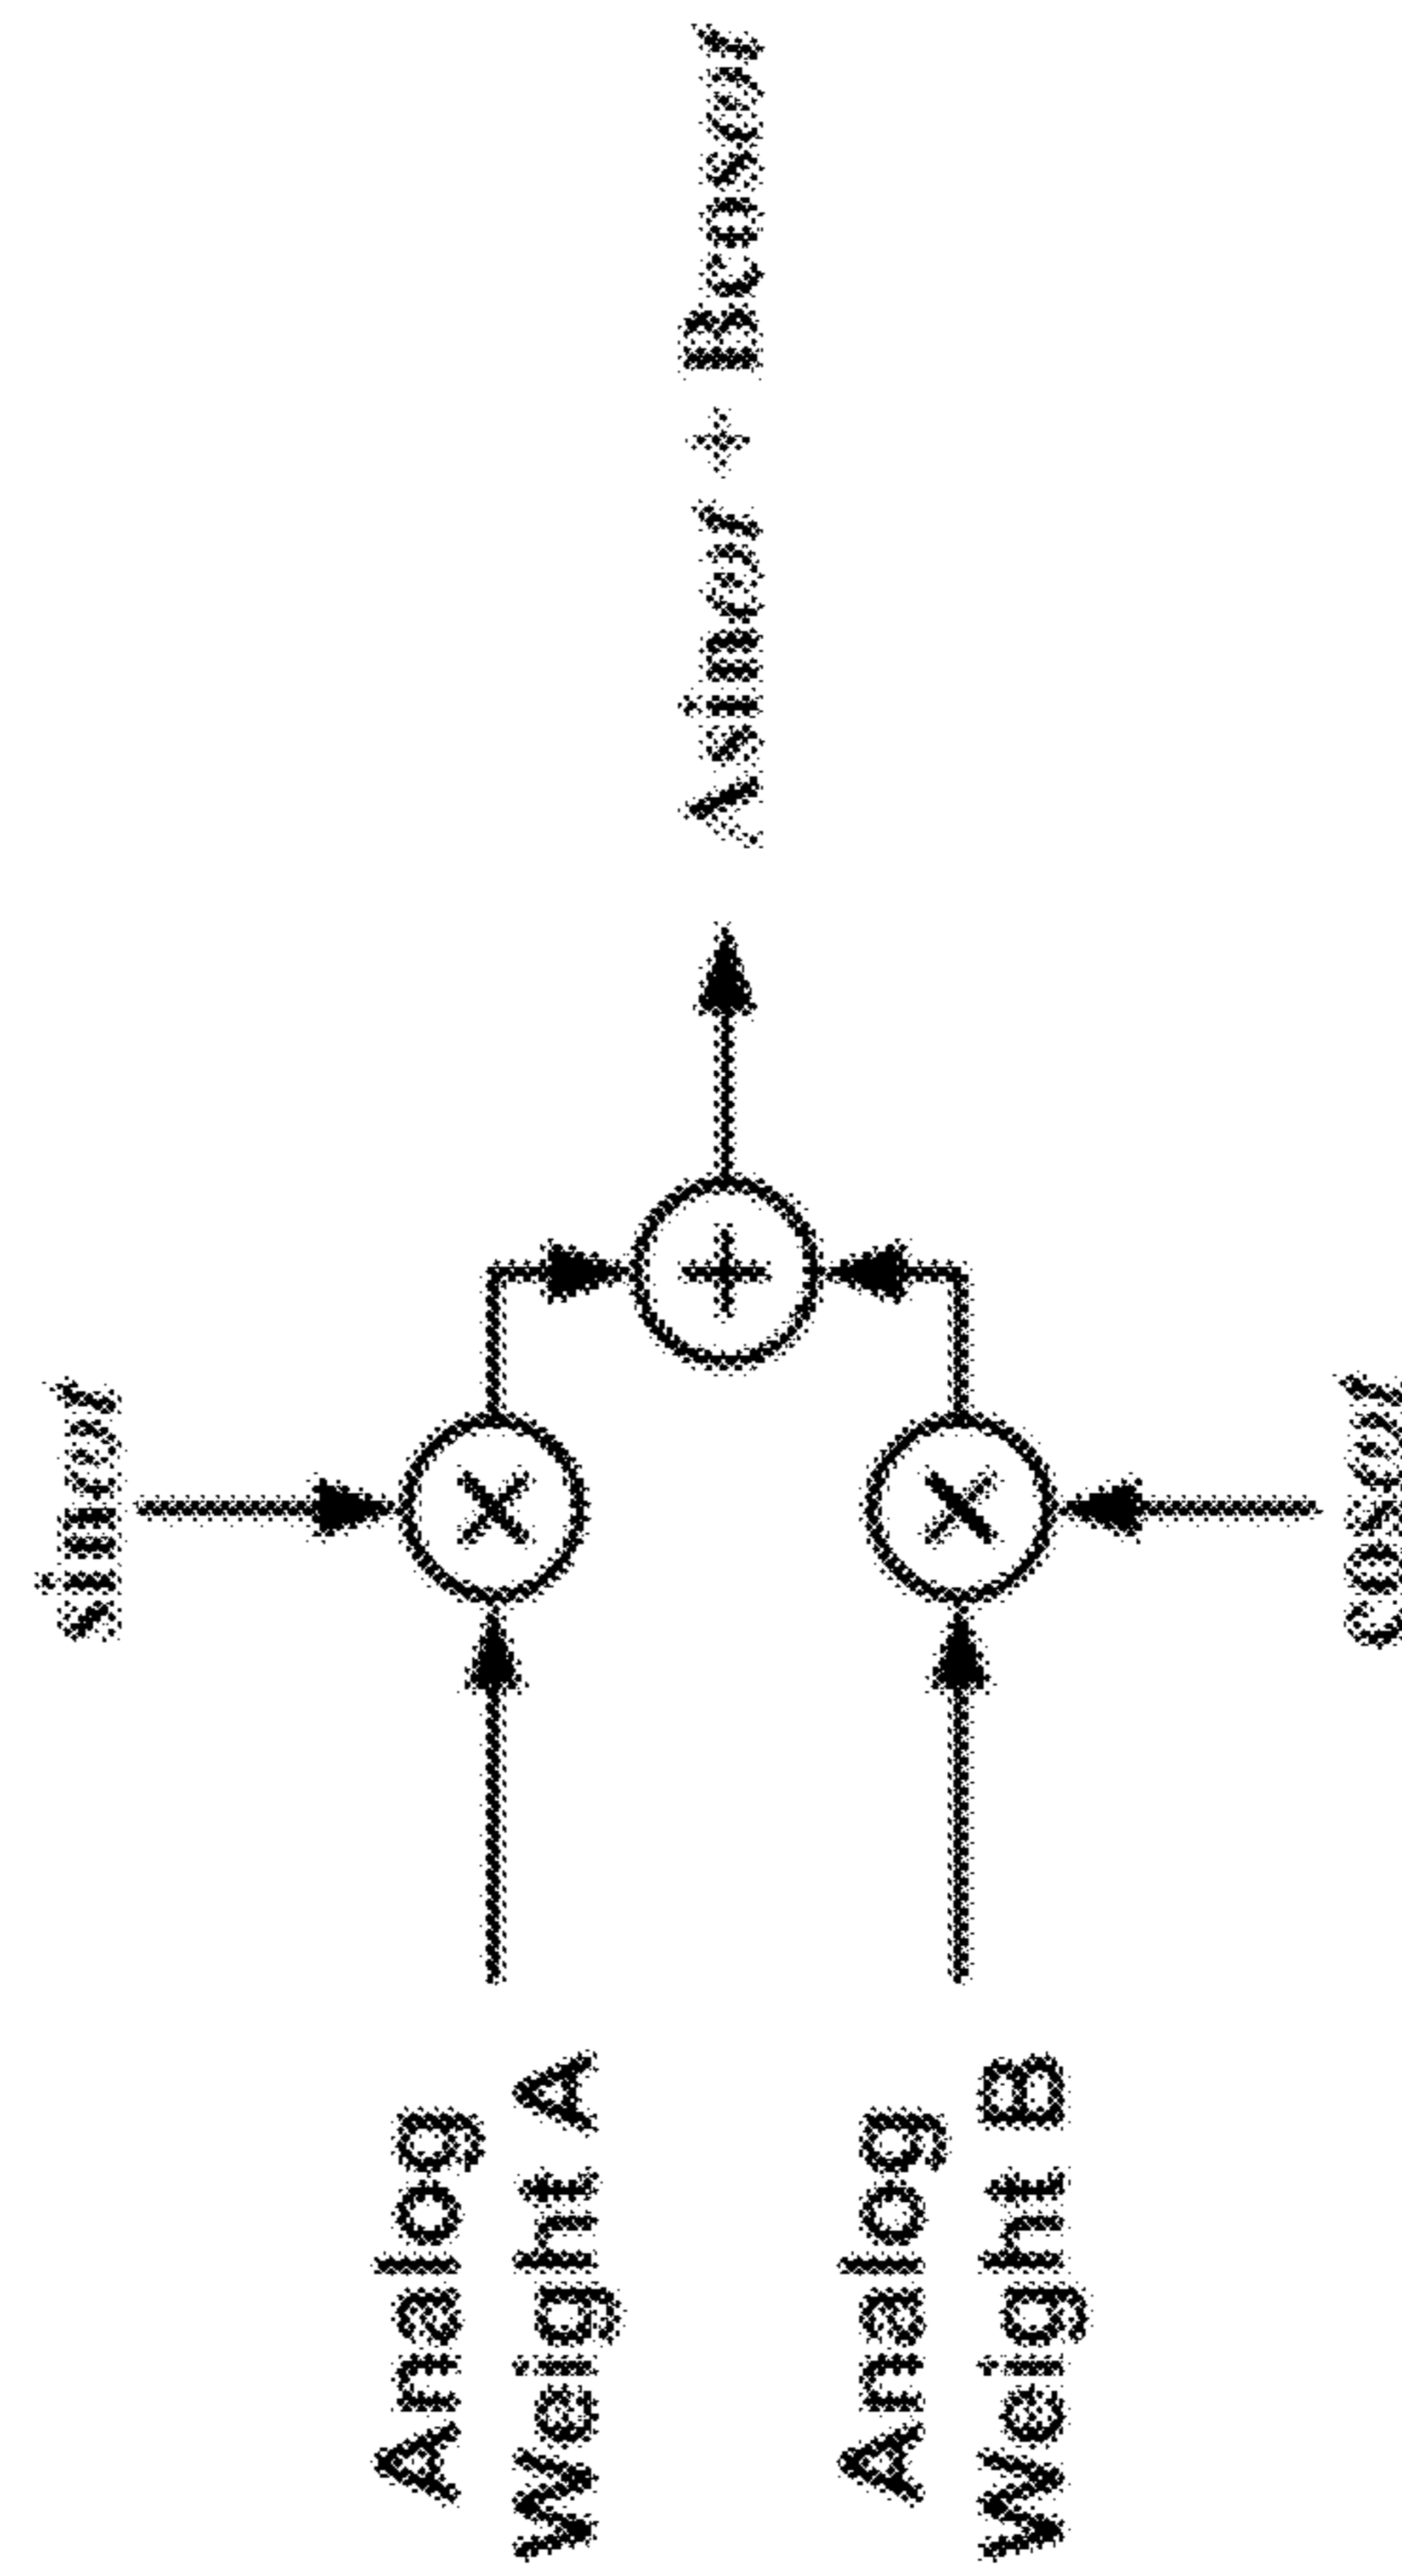 sinωt
Analog
Weight A
×
+
Asinωt + Bcosωt
Analog
Weight B
×
cosωt